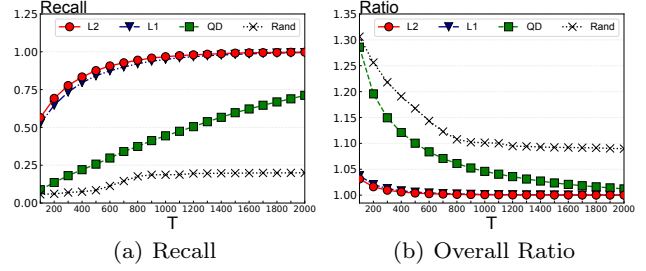 Recall
L2 L1 QD Rand
1.00
0.75
0.50
0.25
0.00
200 400 600 800 1000 1200 1400 1600 1800 2000
T
(a) Recall
Ratio
L2 L1 QD Rand
1.35
1.30
1.25
1.20
1.15
1.10
1.05
1.00
200 400 600 800 1000 1200 1400 1600 1800 2000
T
(b) Overall Ratio